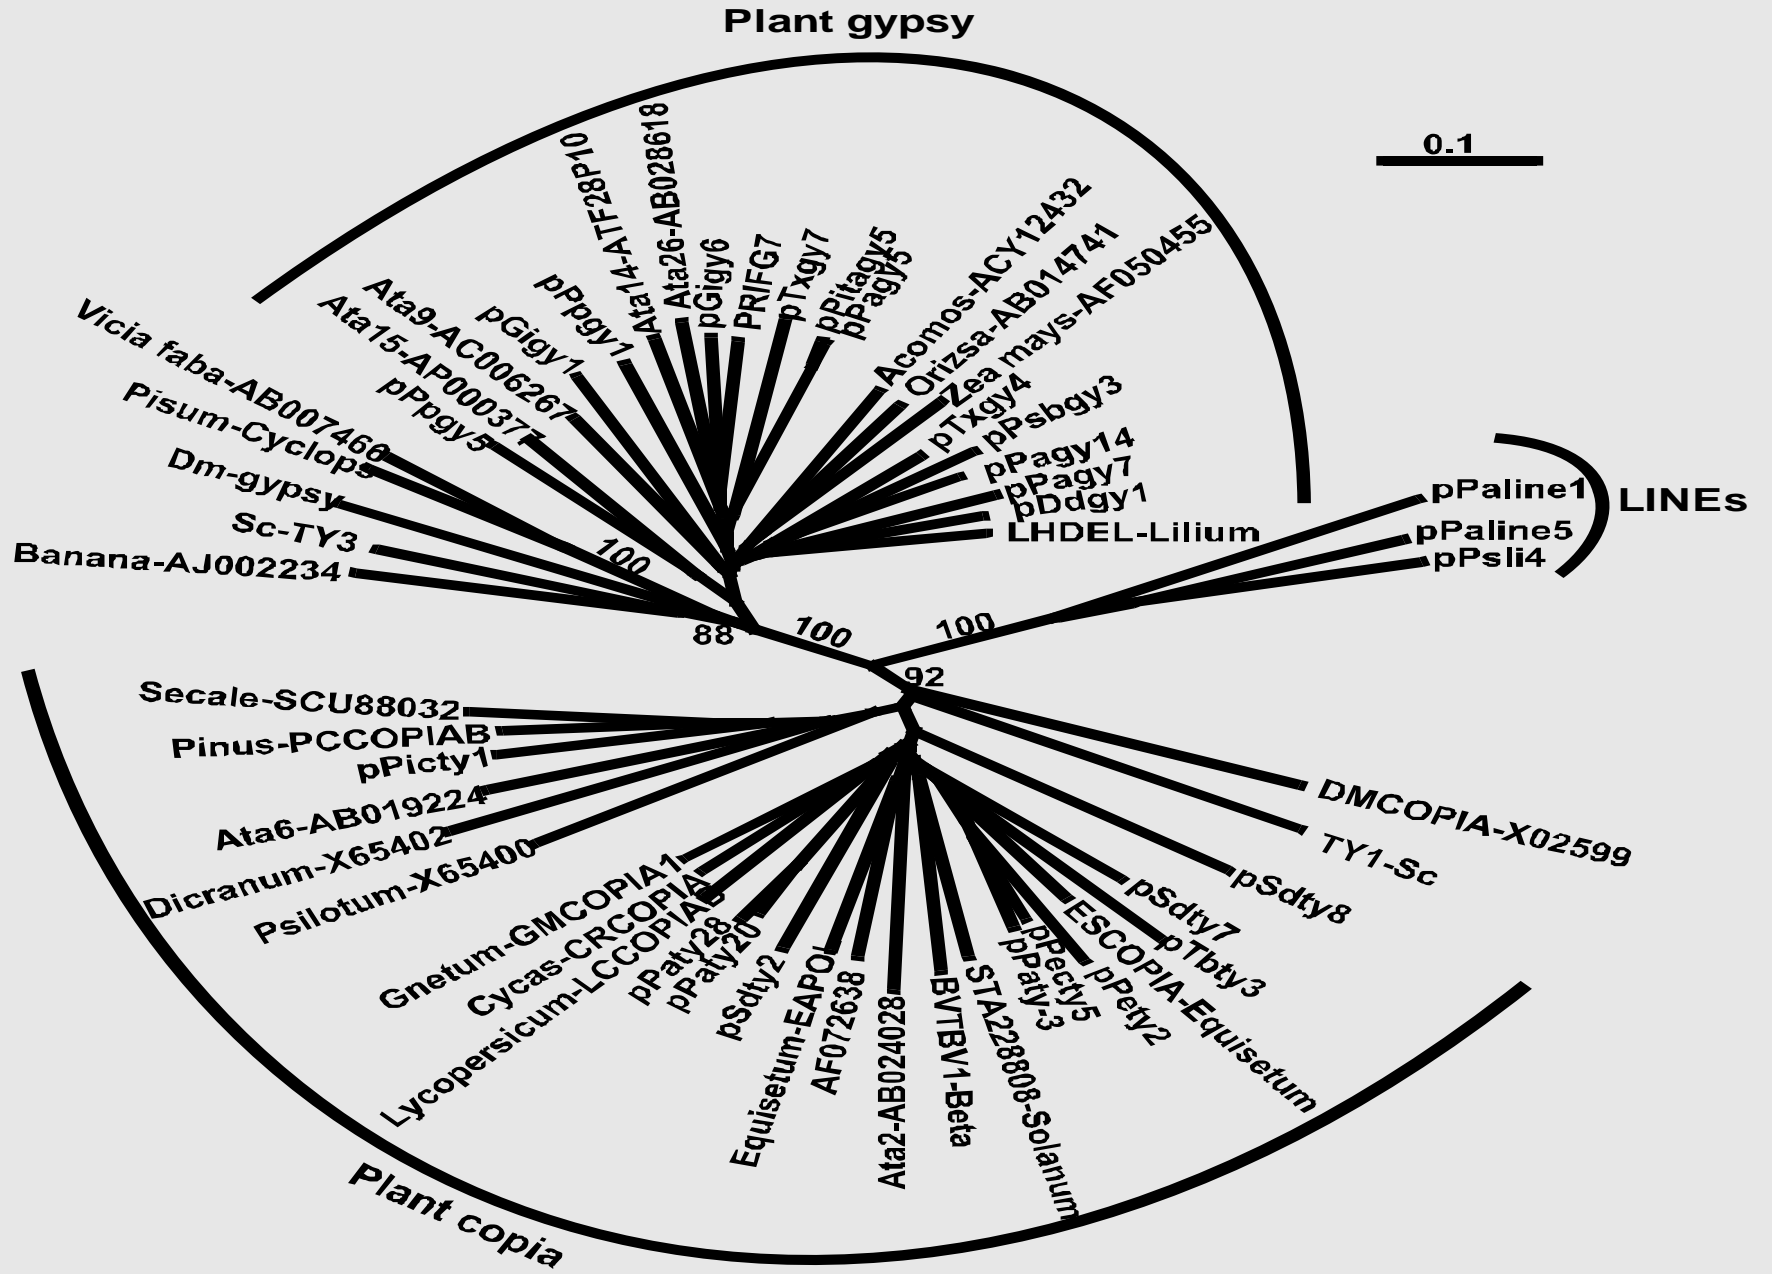 Plant gypsy
0.1
Vicia faba-AB007466
Pisum-Cyclops
Dm-gypsy
Sc-TY3
Banana-AJ002234
pPpgy5
Ata15-AP000377
Ata9-AC006267
pGigy1
pPpgy1
Ata14-ATF28P10
Ata26-AB028618
pGigy6
PRIFG7
pTxgy7
pPitagy5
pPagy5
Acomos-ACY12432
Orizsa-AB014741
Zea mays-AF050455
pTxgy4
pPsbgy3
pPagy14
pPagy7
pDdgy1
LHDEL-Lilium
pPaline1
pPaline5
pPsli4
LINEs
100
88
100
100
92
Secale-SCU88032
Pinus-PCCOPIAB
pPicty1
Ata6-AB019224
Dicranum-X65402
Psilotum-X65400
Gnetum-GMCOPIA1
Cycas-CRCOPIA
pPaty28
pPaty20
pSdty2
AF072638
Ata2-AB024028
BVTBV1-Beta
STA228808-Solanum
pPaty-3
pPecty5
pPety2
ESCOPIA-Equisetum
pTbty3
pSdty7
pSdty8
TY1-Sc
DMCOPIA-X02599
Plant copia